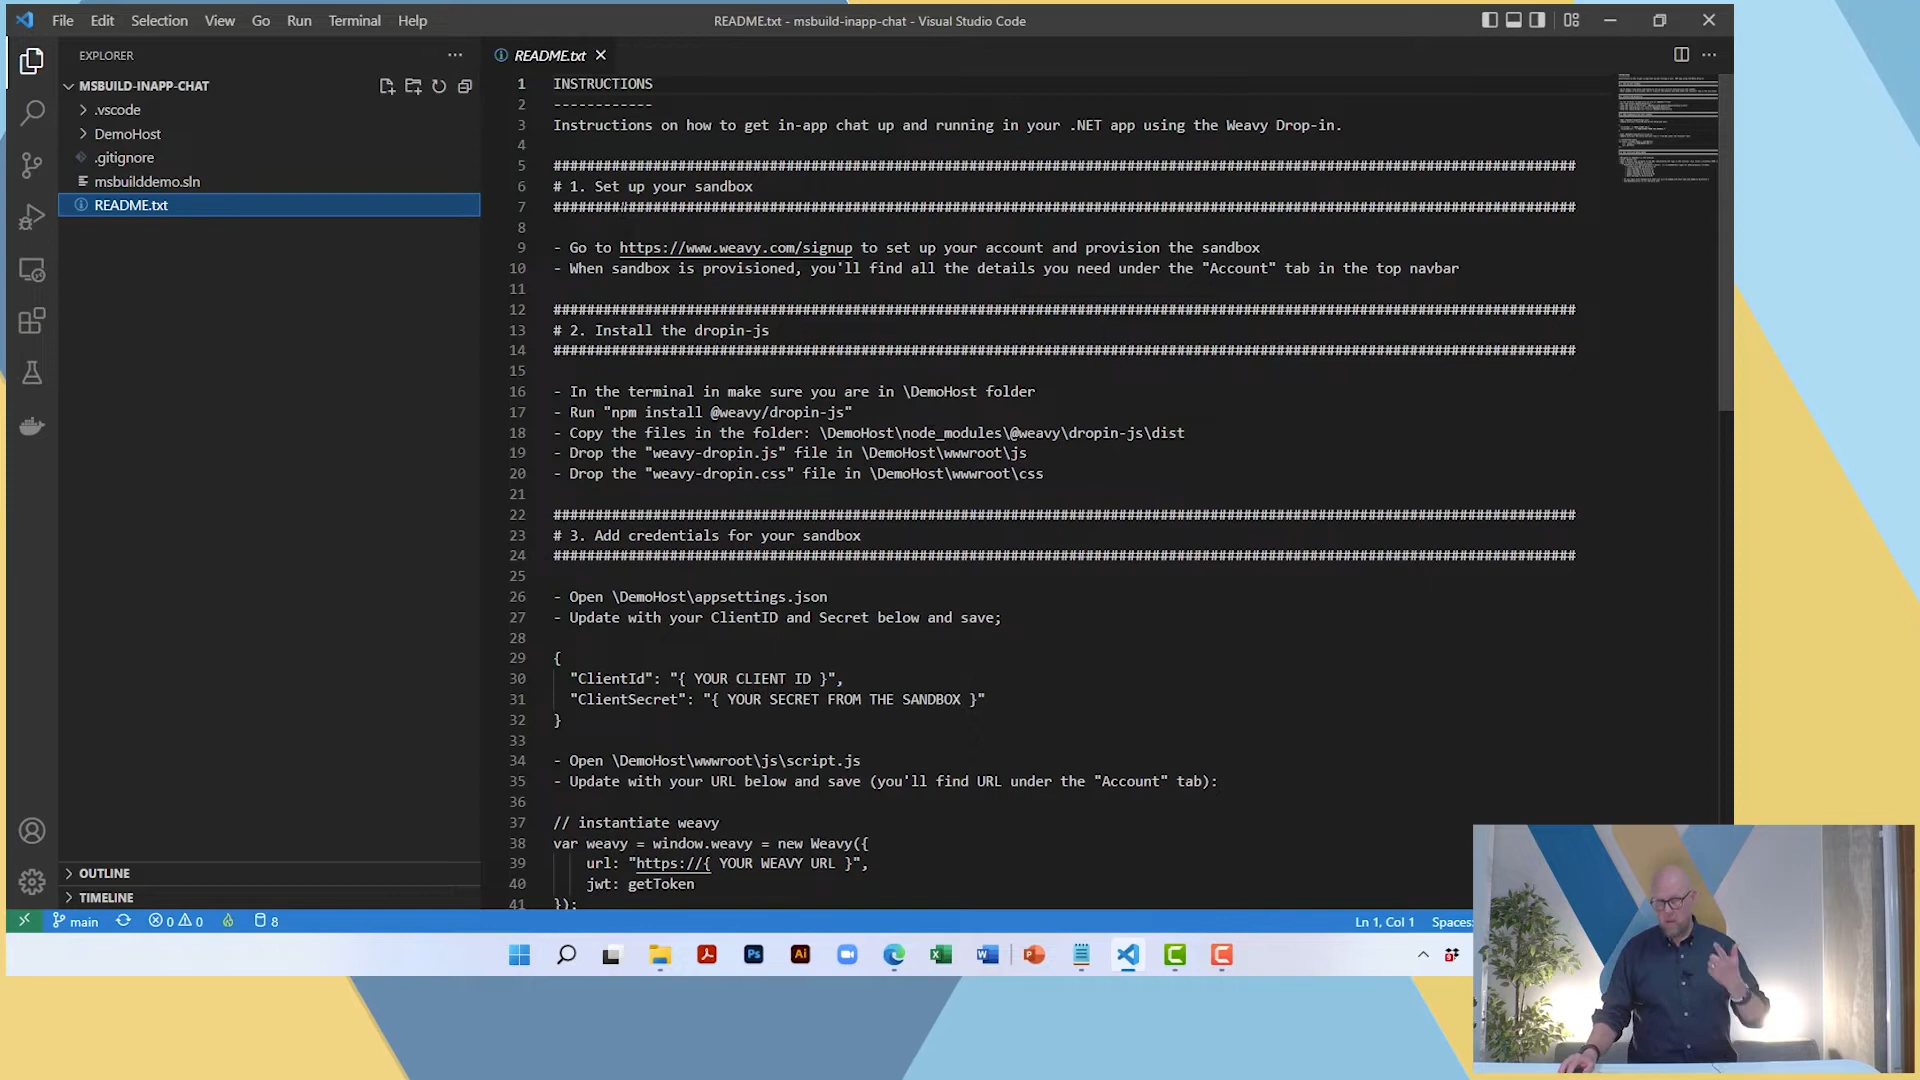 File Edit Selection View Go Run Terminal Help
README.txt - msbuild-inapp-chat - Visual Studio Code
EXPLORER
MSBUILD-INAPP-CHAT
.vscode
DemoHost
.gitignore
msbuilddemo.sln
README.txt
OUTLINE
TIMELINE
README.txt
1 INSTRUCTIONS
2 ------------
3 Instructions on how to get in-app chat up and running in your .NET app using the Weavy Drop-in.
4
5 ############################################################################################################################
6 # 1. Set up your sandbox
7 ############################################################################################################################
8
9 - Go to https://www.weavy.com/signup to set up your account and provision the sandbox
10 - When sandbox is provisioned, you'll find all the details you need under the "Account" tab in the top navbar
11
12 ############################################################################################################################
13 # 2. Install the dropin-js
14 ############################################################################################################################
15
16 - In the terminal in make sure you are in \DemoHost folder
17 - Run "npm install @weavy/dropin-js"
18 - Copy the files in the folder: \DemoHost\node_modules\@weavy\dropin-js\dist
19 - Drop the "weavy-dropin.js" file in \DemoHost\wwwroot\js
20 - Drop the "weavy-dropin.css" file in \DemoHost\wwwroot\css
21
22 ############################################################################################################################
23 # 3. Add credentials for your sandbox
24 ############################################################################################################################
25
26 - Open \DemoHost\appsettings.json
27 - Update with your ClientID and Secret below and save;
28
29 {
30 "ClientId": "{ YOUR CLIENT ID }",
31 "ClientSecret": "{ YOUR SECRET FROM THE SANDBOX }"
32 }
33
34 - Open \DemoHost\wwwroot\js\script.js
35 - Update with your URL below and save (you'll find URL under the "Account" tab):
36
37 // instantiate weavy
38 var weavy = window.weavy = new Weavy({
39 url: "https://{ YOUR WEAVY URL }",
40 jwt: getToken
41 });
main 0 0 8
Ln 1, Col 1 Spaces
Ps Ai